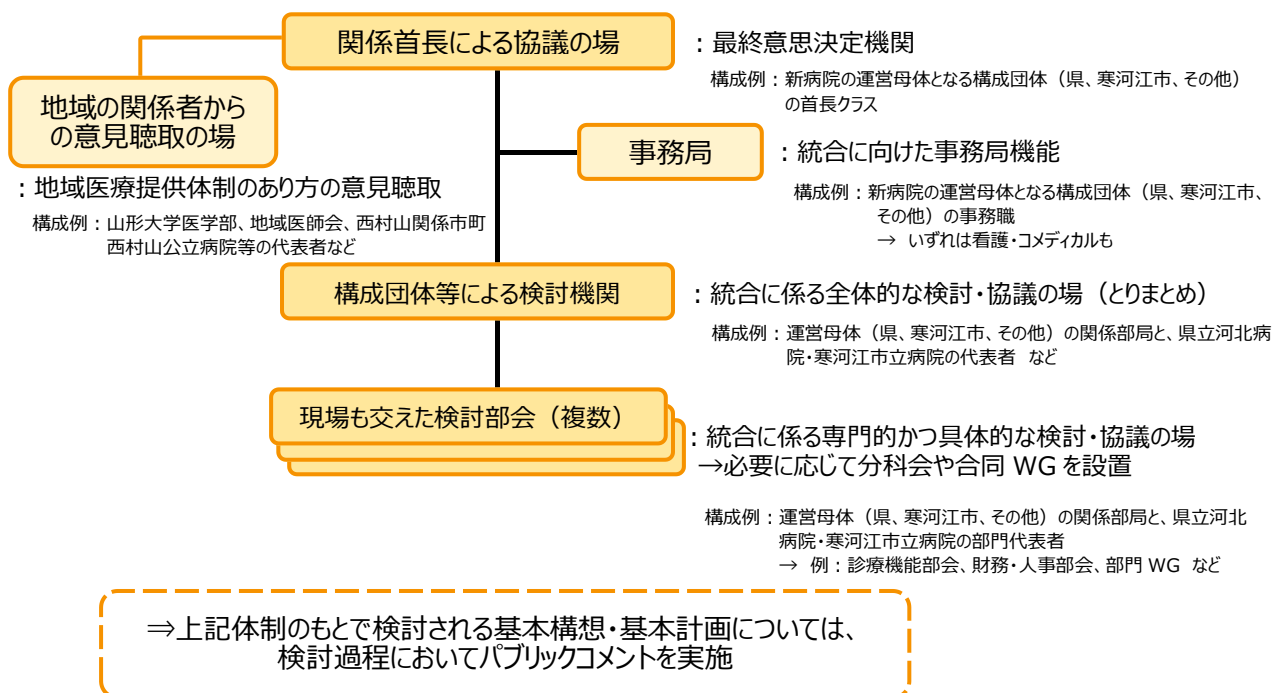 関係首長による協議の場
：最終意思決定機関
構成例：新病院の運営母体となる構成団体（県、寒河江市、その他）
の首長クラス
地域の関係者から
の意見聴取の場
：地域医療提供体制のあり方の意見聴取
構成例：山形大学医学部、地域医師会、西村山関係市町
西村山公立病院等の代表者など
事務局
：統合に向けた事務局機能
構成例：新病院の運営母体となる構成団体（県、寒河江市、
その他）の事務職
→ いずれは看護・コメディカルも
構成団体等による検討機関
：統合に係る全体的な検討・協議の場（とりまとめ）
構成例：運営母体（県、寒河江市、その他）の関係部局と、県立河北病
院・寒河江市立病院の代表者 など
現場も交えた検討部会（複数）
：統合に係る専門的かつ具体的な検討・協議の場
→必要に応じて分科会や合同 WG を設置
構成例：運営母体（県、寒河江市、その他）の関係部局と、県立河北
病院・寒河江市立病院の部門代表者
→ 例：診療機能部会、財務・人事部会、部門 WG など
⇒上記体制のもとで検討される基本構想・基本計画については、
検討過程においてパブリックコメントを実施